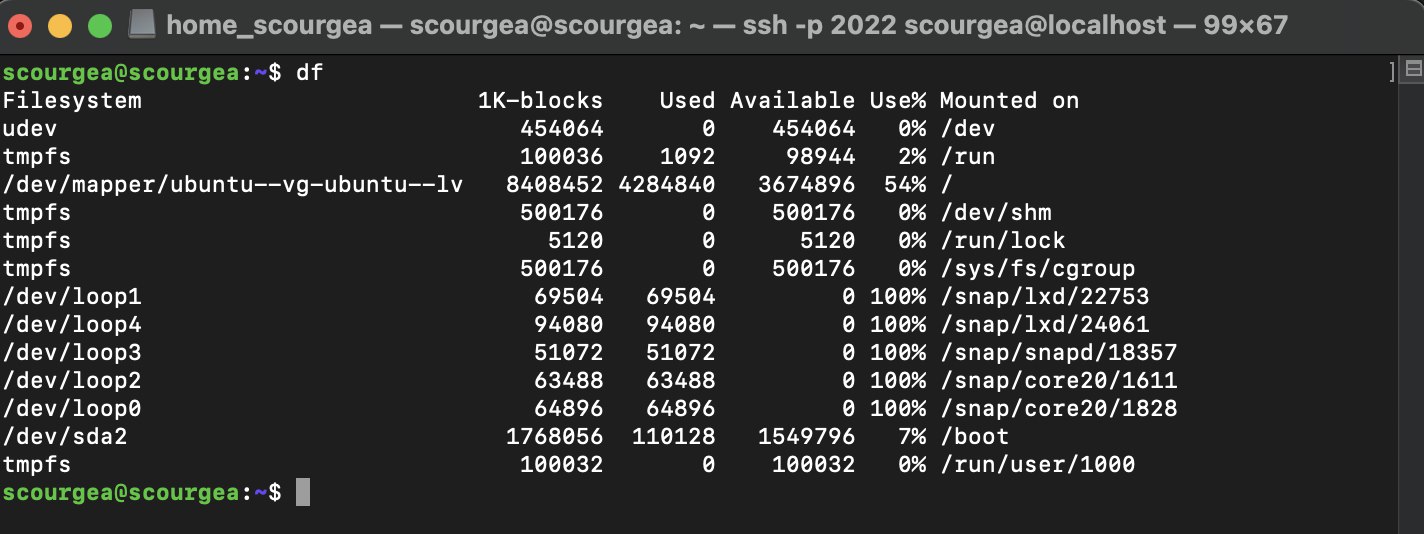 home_scourgea — scourgea@scourgea: ~ — ssh -p 2022 scourgea@localhost — 99×67
scourgea@scourgea:~$ df ]
Filesystem                        1K-blocks    Used Available Use% Mounted on
udev                                 454064       0    454064   0% /dev
tmpfs                                100036    1092     98944   2% /run
/dev/mapper/ubuntu--vg-ubuntu--lv   8408452 4284840   3674896  54% /
tmpfs                                500176       0    500176   0% /dev/shm
tmpfs                                  5120       0      5120   0% /run/lock
tmpfs                                500176       0    500176   0% /sys/fs/cgroup
/dev/loop1                            69504   69504         0 100% /snap/lxd/22753
/dev/loop4                            94080   94080         0 100% /snap/lxd/24061
/dev/loop3                            51072   51072         0 100% /snap/snapd/18357
/dev/loop2                            63488   63488         0 100% /snap/core20/1611
/dev/loop0                            64896   64896         0 100% /snap/core20/1828
/dev/sda2                           1768056  110128   1549796   7% /boot
tmpfs                                100032       0    100032   0% /run/user/1000
scourgea@scourgea:~$